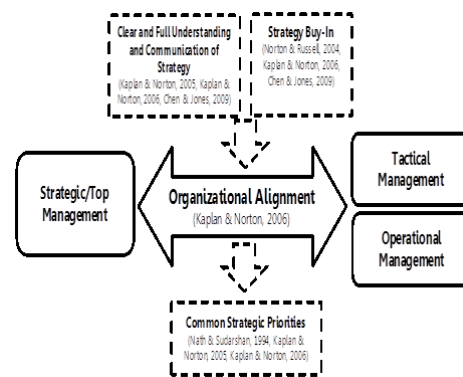 Clear and Full Understanding
and Communication of
Strategy
(Kaplan & Norton, 2005, Kaplan &
Norton, 2006, Chen & Jones, 2009)
Strategy Buy-In
(Norton & Russell, 2004,
Kaplan & Norton, 2006,
Chen & Jones, 2009)
Strategic/Top
Management
Organizational Alignment
(Kaplan & Norton, 2006)
Tactical
Management
Operational
Management
Common Strategic Priorities
(Nath & Sudarshan, 1994, Kaplan &
Norton, 2005, Kaplan & Norton, 2006)